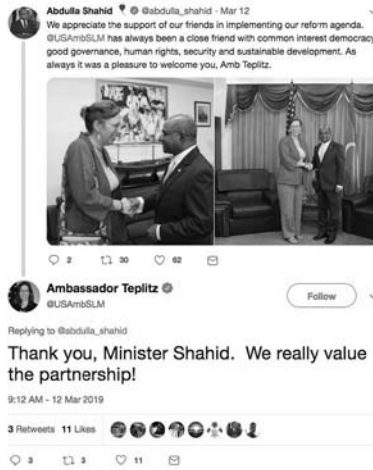 Abdulla Shahid @abdulla_shahid · Mar 12
We appreciate the support of our friends in implementing our reform agenda.
@USAmbSLM has always been a close friend with common interest democracy
good governance, human rights, security and sustainable development. As
always it was a pleasure to welcome you, Amb Teplitz.
2 30 62
Ambassador Teplitz
@USAmbSLM
Follow
Replying to @abdulla_shahid
Thank you, Minister Shahid. We really value
the partnership!
9:12 AM - 12 Mar 2019
3 Retweets 11 Likes
3 3 11